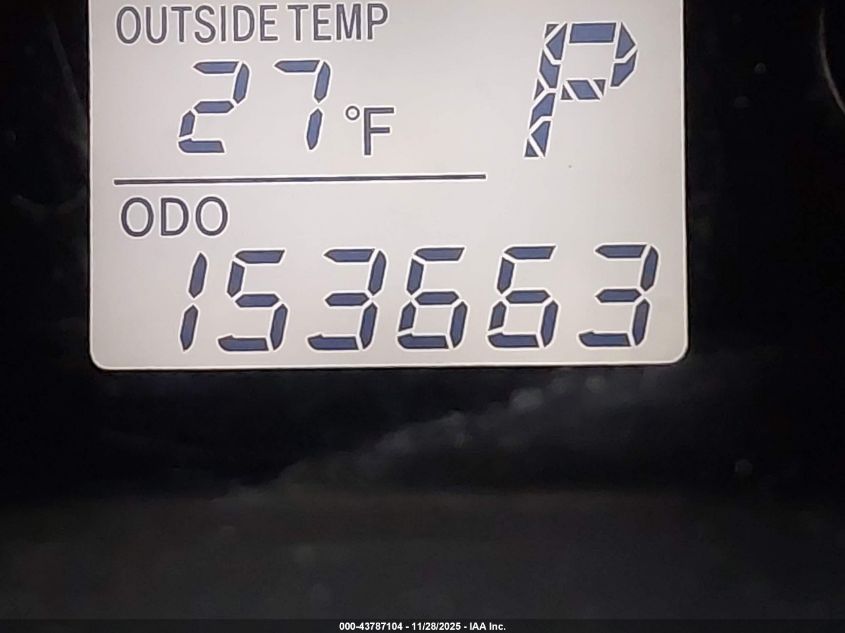 OUTSIDE TEMP
27°F P
ODO
153663
000-43787104 - 11/28/2025 - IAA Inc.